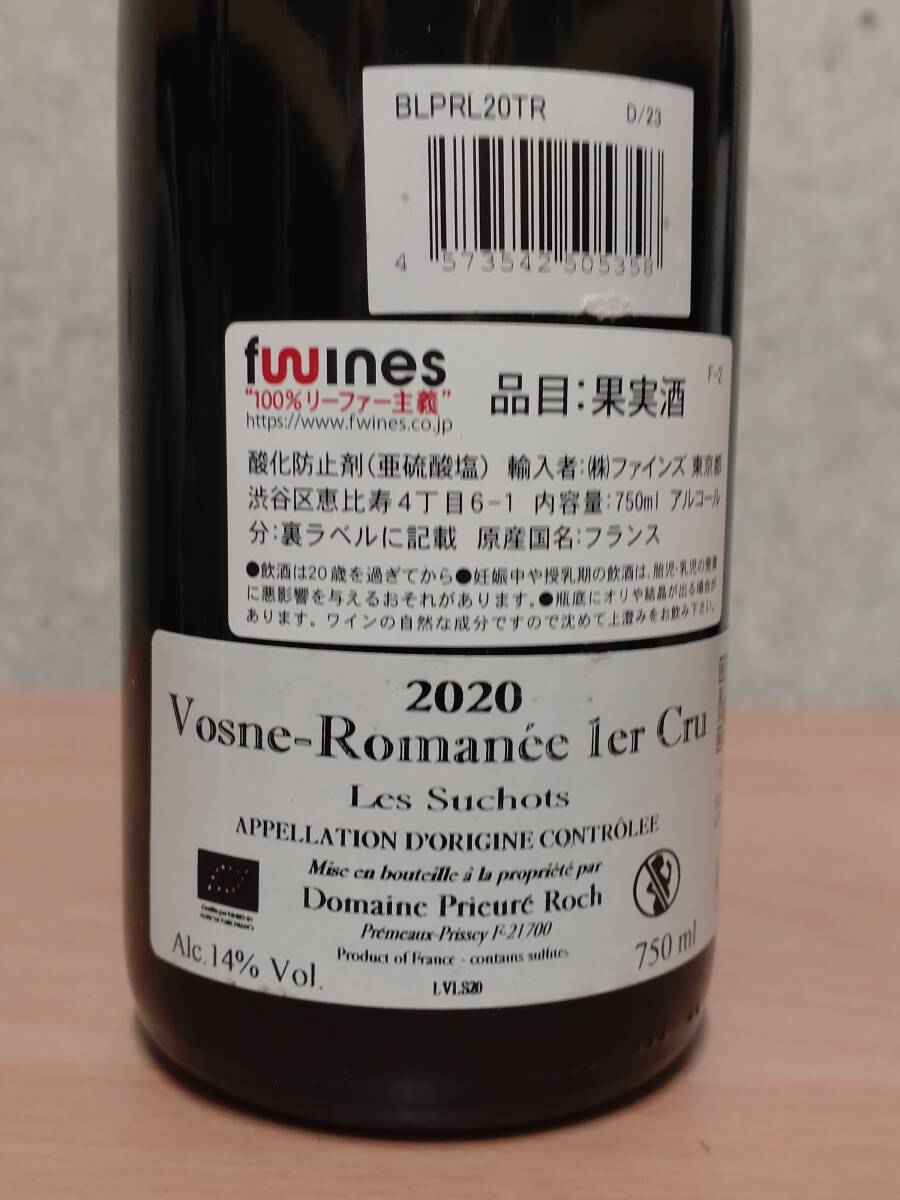 BLPRL20TR D/23
4 573542 505358
fwines
"100%リーファー主義"
https://www.fwines.co.jp
品目:果実酒 F-2
酸化防止剤(亜硫酸塩) 輸入者:(株)ファインズ 東京都
渋谷区恵比寿4丁目6-1 内容量:750ml アルコール
分:裏ラベルに記載 原産国名:フランス
●飲酒は20歳を過ぎてから●妊娠中や授乳期の飲酒は、胎児・乳児の発育
に悪影響を与えるおそれがあります。●瓶底にオリや結晶が出る場合が
あります。ワインの自然な成分ですので沈めて上澄みをお飲み下さい。
2020
Vosne-Romanée 1er Cru
Les Suchots
APPELLATION D'ORIGINE CONTRÔLEE
Mise en bouteille à la propriété par
Domaine Prieuré Roch
Prémeaux-Prissey F-21700
Product of France - contains sulfites
Alc.14% Vol.
750 ml
LVLS20